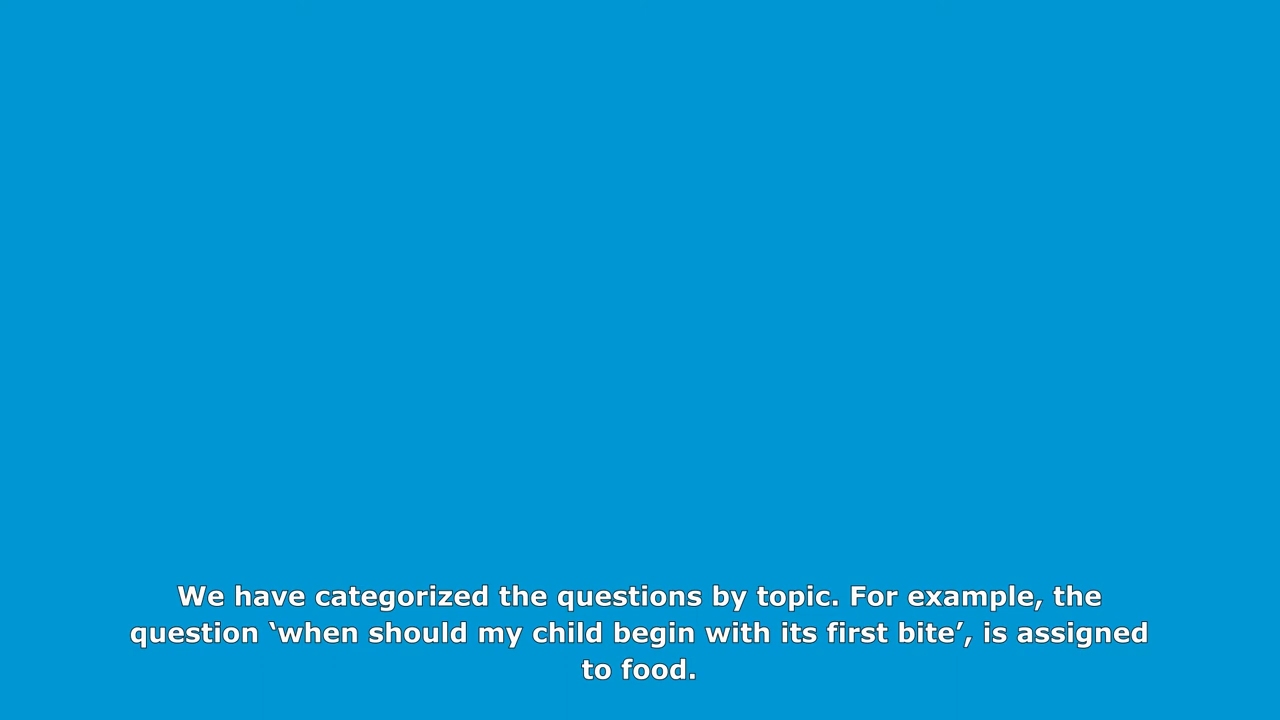 We have categorized the questions by topic. For example, the
question ‘when should my child begin with its first bite’, is assigned
to food.